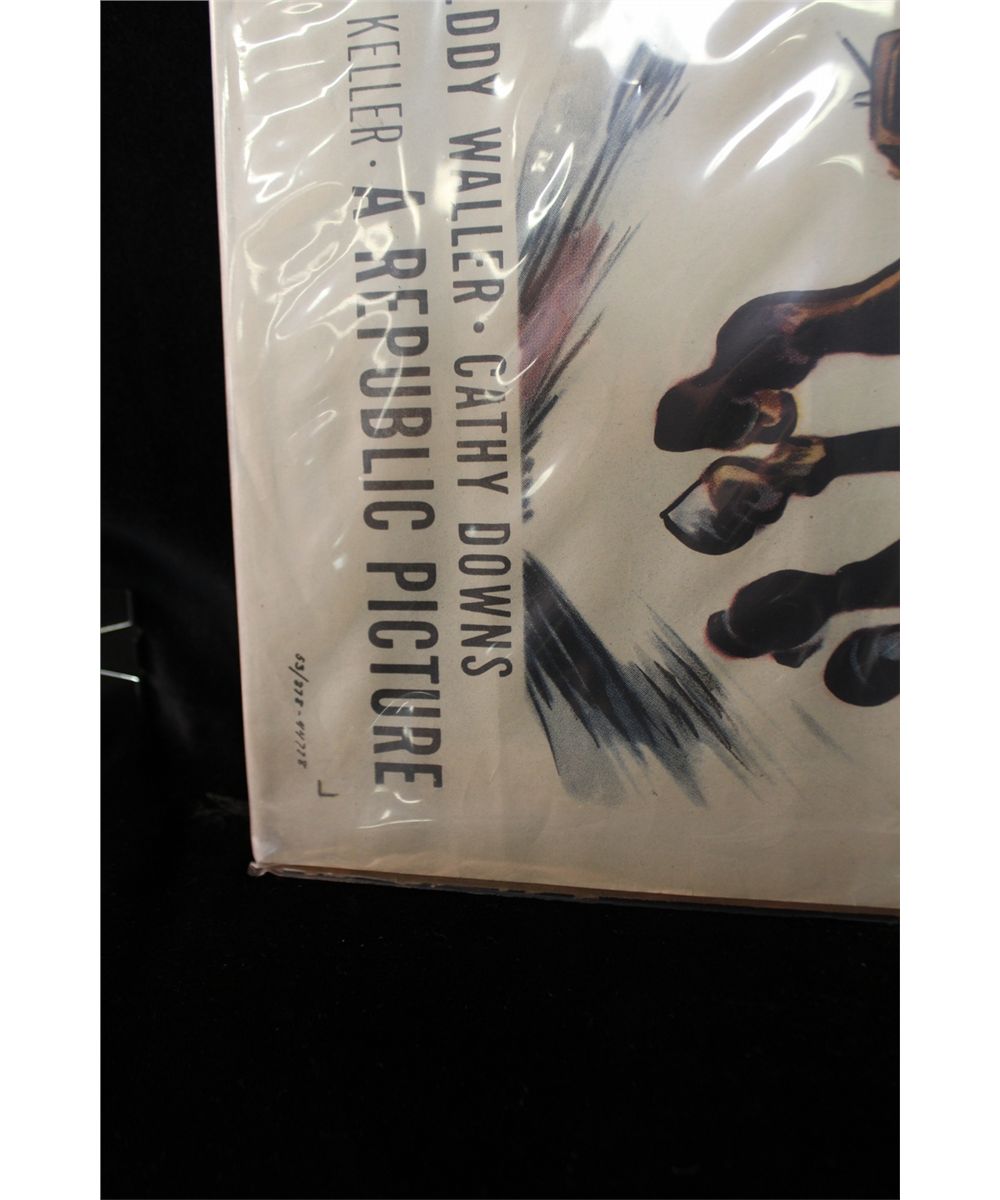 DDY WALLER · CATHY DOWNS
KELLER · A REPUBLIC PICTURE